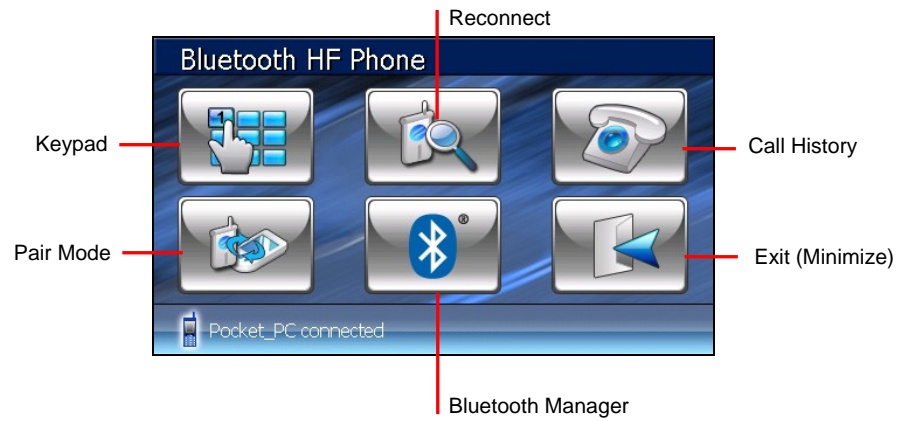 Reconnect
Bluetooth HF Phone
1
Keypad
Call History
®
Pair Mode
Exit (Minimize)
Pocket_PC connected
Bluetooth Manager